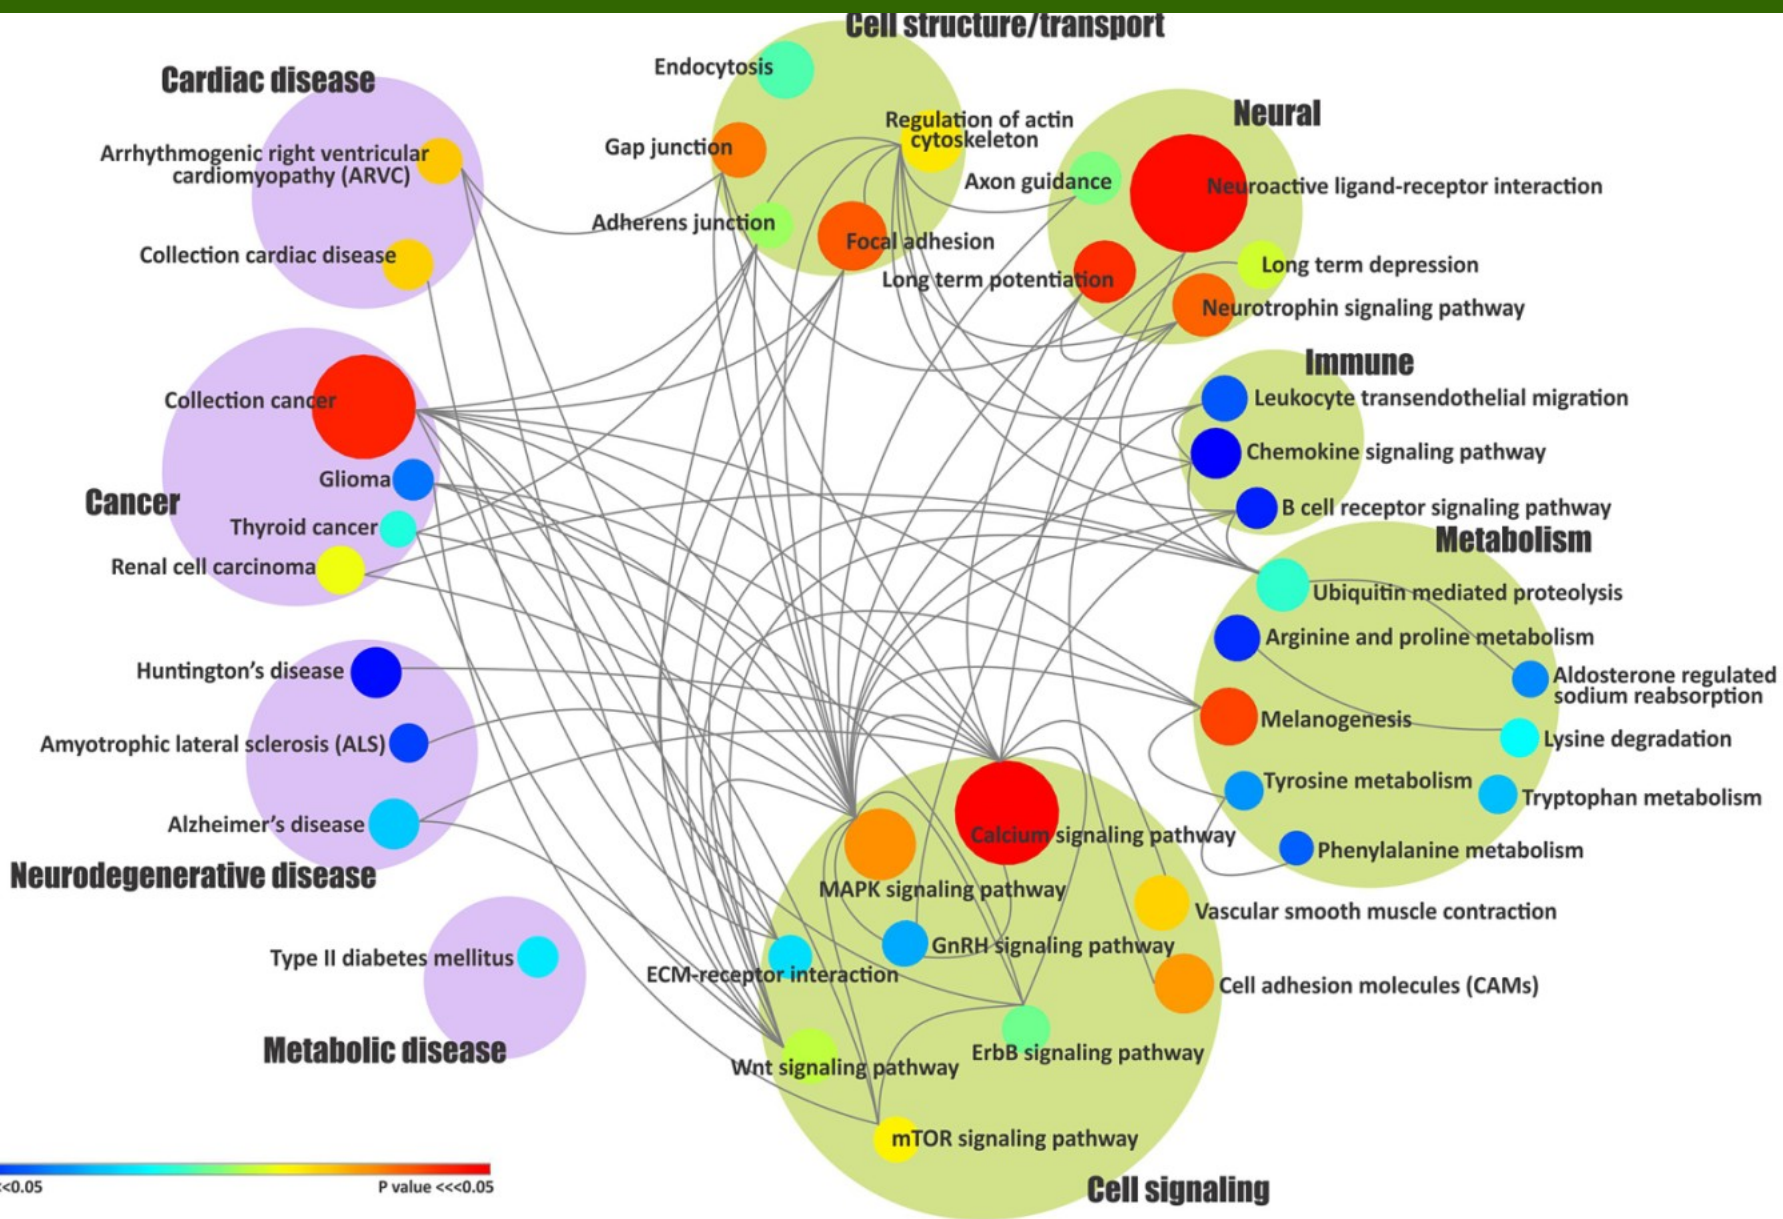 Cell structure/transport
Endocytosis
Gap junction
Regulation of actin
cytoskeleton
Adherens junction
Focal adhesion
Cardiac disease
Arrhythmogenic right ventricular
cardiomyopathy (ARVC)
Collection cardiac disease
Neural
Axon guidance
Neuroactive ligand-receptor interaction
Long term potentiation
Long term depression
Neurotrophin signaling pathway
Immune
Leukocyte transendothelial migration
Chemokine signaling pathway
B cell receptor signaling pathway
Collection cancer
Glioma
Cancer
Thyroid cancer
Renal cell carcinoma
Metabolism
Ubiquitin mediated proteolysis
Arginine and proline metabolism
Aldosterone regulated
sodium reabsorption
Melanogenesis
Lysine degradation
Tyrosine metabolism
Tryptophan metabolism
Phenylalanine metabolism
Huntington’s disease
Amyotrophic lateral sclerosis (ALS)
Alzheimer’s disease
Neurodegenerative disease
Type II diabetes mellitus
Metabolic disease
Calcium signaling pathway
MAPK signaling pathway
Vascular smooth muscle contraction
GnRH signaling pathway
ECM-receptor interaction
Cell adhesion molecules (CAMs)
ErbB signaling pathway
Wnt signaling pathway
mTOR signaling pathway
Cell signaling
<0.05
P value <<<0.05